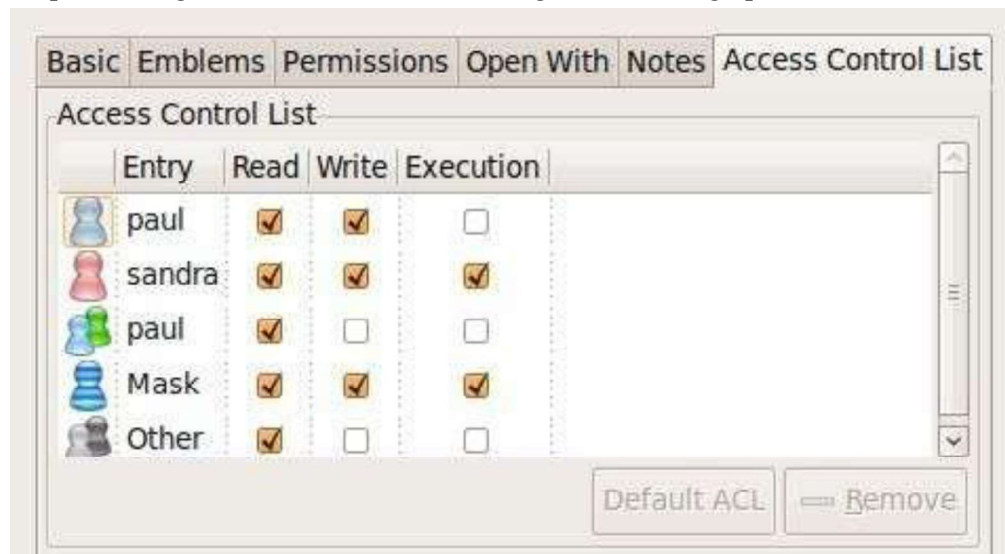 Basic Emblems Permissions Open With Notes Access Control List
Access Control List
Entry Read Write Execution
paul
sandra
paul
Mask
Other
Default ACL Remove